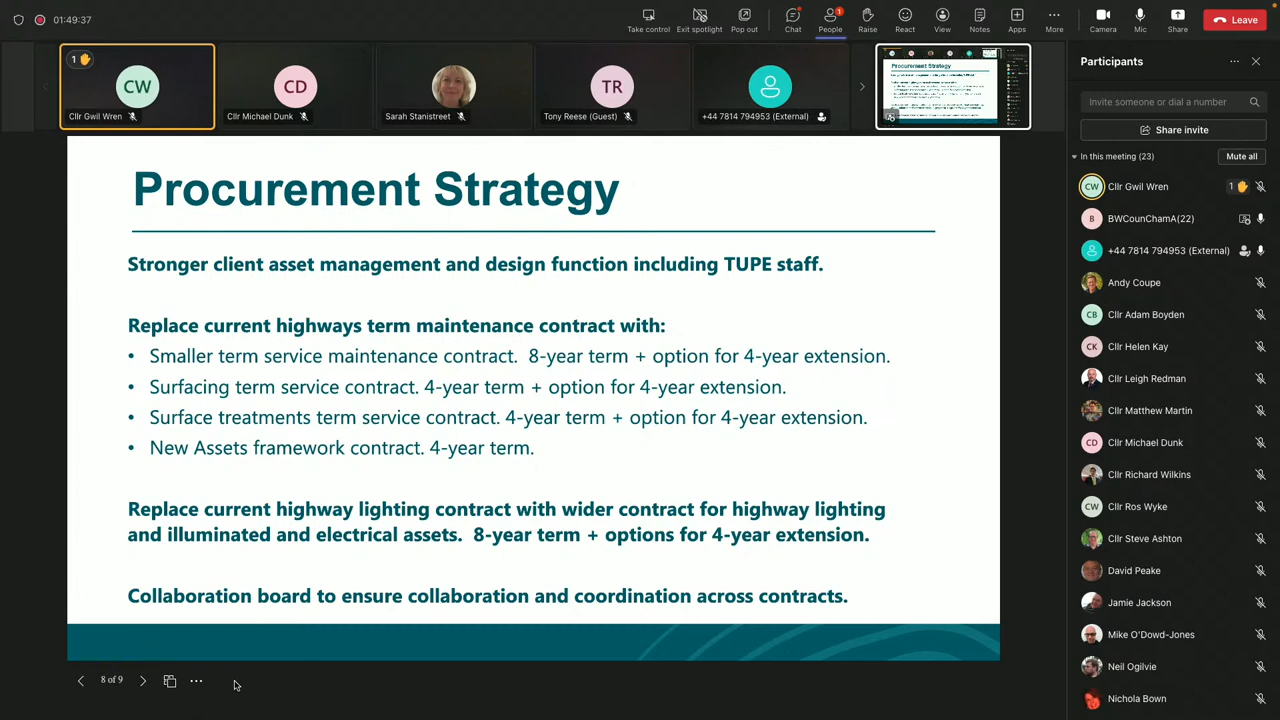 01:49:37
Take control
Exit spotlight
Pop out
Chat
1
People
Raise
React
View
Notes
Apps
More
Camera
Mic
Share
Leave
1
CW
Cllr Gwil Wren
CD
Cllr Michael Dunk
Sarah Stanistreet
TR
Tony Reese (Guest)
+44 7814 794953 (External)
Procurement Strategy
Procurement Strategy
Stronger client asset management and design function including TUPE staff.
Replace current highways term maintenance contract with:
• Smaller term service maintenance contract. 8-year term + option for 4-year extension.
• Surfacing term service contract. 4-year term + option for 4-year extension.
• Surface treatments term service contract. 4-year term + option for 4-year extension.
• New Assets framework contract. 4-year term.
Replace current highway lighting contract with wider contract for highway lighting
and illuminated and electrical assets. 8-year term + options for 4-year extension.
Collaboration board to ensure collaboration and coordination across contracts.
8 of 9
Participants
Invite someone or dial a number
Share invite
In this meeting (23)
Mute all
CW Cllr Gwil Wren 1
B BWCounChamA(22)
+44 7814 794953 (External)
Andy Coupe
CB Cllr Adam Boyden
CK Cllr Helen Kay
Cllr Leigh Redman
Cllr Matthew Martin
CD Cllr Michael Dunk
Cllr Richard Wilkins
CW Cllr Ros Wyke
Cllr Steve Ashton
David Peake
Jamie Jackson
Mike O'Dowd-Jones
Neil Ogilvie
Nichola Bown